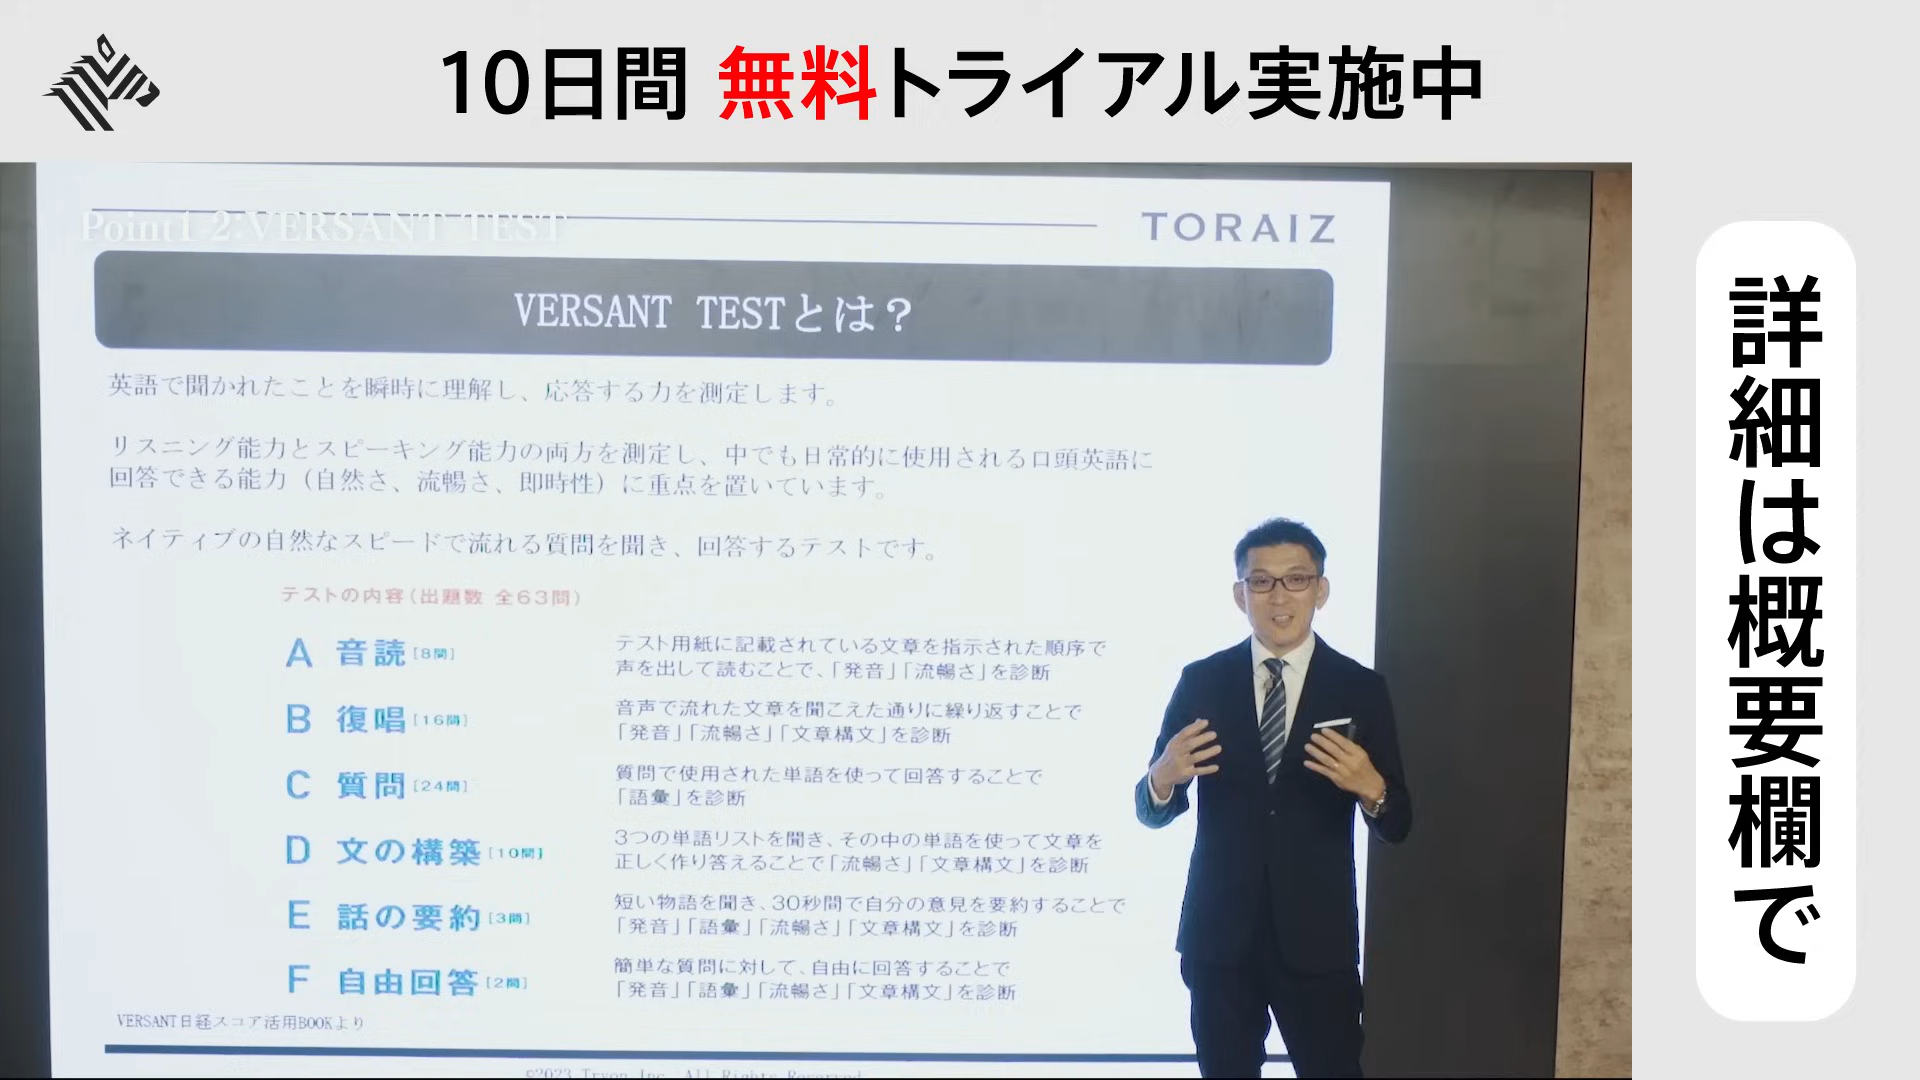 10日間 無料トライアル実施中
詳細は概要欄で
Point1-2:VERSANT TEST
TORAIZ
VERSANT TESTとは？
英語で聞かれたことを瞬時に理解し、応答する力を測定します。
リスニング能力とスピーキング能力の両方を測定し、中でも日常的に使用される口頭英語に
回答できる能力（自然さ、流暢さ、即時性）に重点を置いています。
ネイティブの自然なスピードで流れる質問を聞き、回答するテストです。
テストの内容（出題数 全63問）
A 音読［8問］
テスト用紙に記載されている文章を指示された順序で
声を出して読むことで、「発音」「流暢さ」を診断
B 復唱［16問］
音声で流れた文章を聞こえた通りに繰り返すことで
「発音」「流暢さ」「文章構文」を診断
C 質問［24問］
質問で使用された単語を使って回答することで
「語彙」を診断
D 文の構築［10問］
3つの単語リストを聞き、その中の単語を使って文章を
正しく作り答えることで「流暢さ」「文章構文」を診断
E 話の要約［3問］
短い物語を聞き、30秒間で自分の意見を要約することで
「発音」「語彙」「流暢さ」「文章構文」を診断
F 自由回答［2問］
簡単な質問に対して、自由に回答することで
「発音」「語彙」「流暢さ」「文章構文」を診断
VERSANT日経スコア活用BOOKより
©2023 Tryon Inc. All Rights Reserved